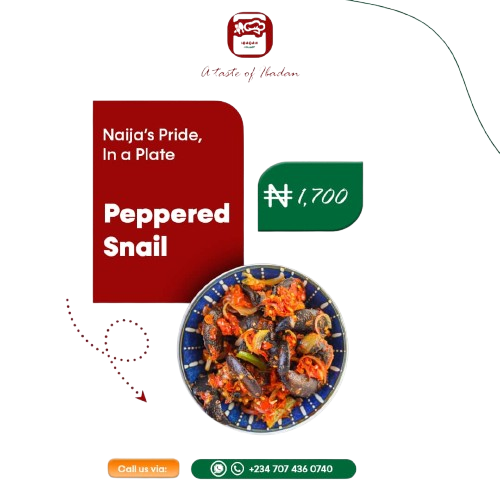 A taste of Ibadan
Naija's Pride,
In a Plate
Peppered
Snail
₦ 1,700
Call us via:
+234 707 436 0740